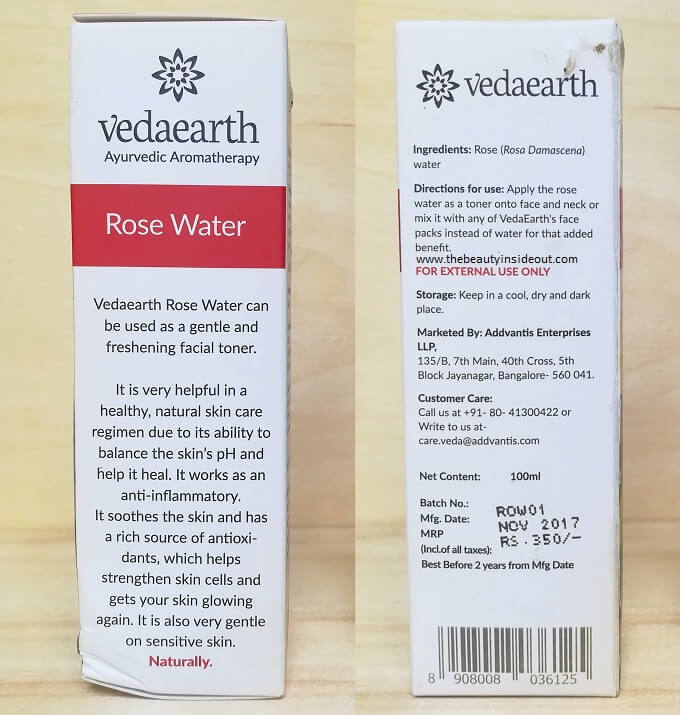 vedaearth
Ayurvedic Aromatherapy
Rose Water
Vedaearth Rose Water can
be used as a gentle and
freshening facial toner.
It is very helpful in a
healthy, natural skin care
regimen due to its ability to
balance the skin's pH and
help it heal. It works as an
anti-inflammatory.
It soothes the skin and has
a rich source of antioxi-
dants, which helps
strengthen skin cells and
gets your skin glowing
again. It is also very gentle
on sensitive skin.
Naturally.
vedaearth
Ingredients: Rose (Rosa Damascena)
water
Directions for use: Apply the rose
water as a toner onto face and neck or
mix it with any of VedaEarth's face
packs instead of water for that added
benefit.
www.thebeautyinsideout.com
FOR EXTERNAL USE ONLY
Storage: Keep in a cool, dry and dark
place.
Marketed By: Addvantis Enterprises
LLP,
135/B, 7th Main, 40th Cross, 5th
Block Jayanagar, Bangalore- 560 041.
Customer Care:
Call us at +91- 80- 41300422 or
Write to us at-
care.veda@addvantis.com
Net Content: 100ml
Batch No.: ROW01
Mfg. Date: NOV 2017
MRP RS.350/-
(Incl.of all taxes):
Best Before 2 years from Mfg Date
8 908008 036125